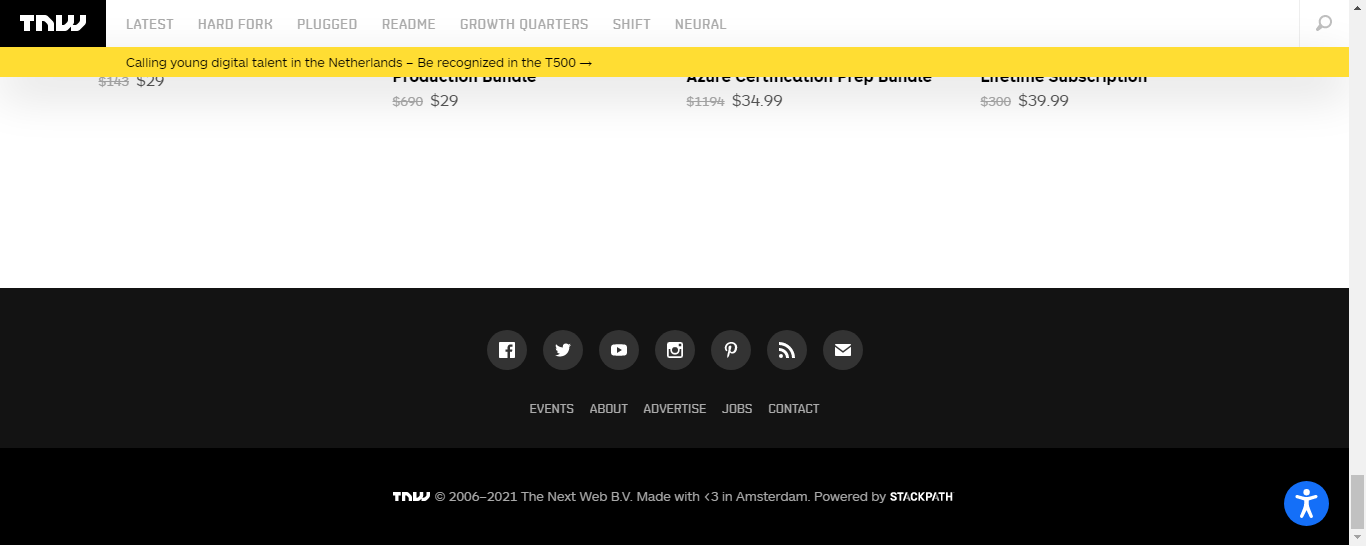 TNW LATEST HARD FORK PLUGGED README GROWTH QUARTERS SHIFT NEURAL
Calling young digital talent in the Netherlands – Be recognized in the T500 →
Production Bundle Azure Certification Prep Bundle Lifetime Subscription
$143 $29
$690 $29 $1194 $34.99 $300 $39.99
EVENTS ABOUT ADVERTISE JOBS CONTACT
TNW © 2006–2021 The Next Web B.V. Made with <3 in Amsterdam. Powered by STACKPATH